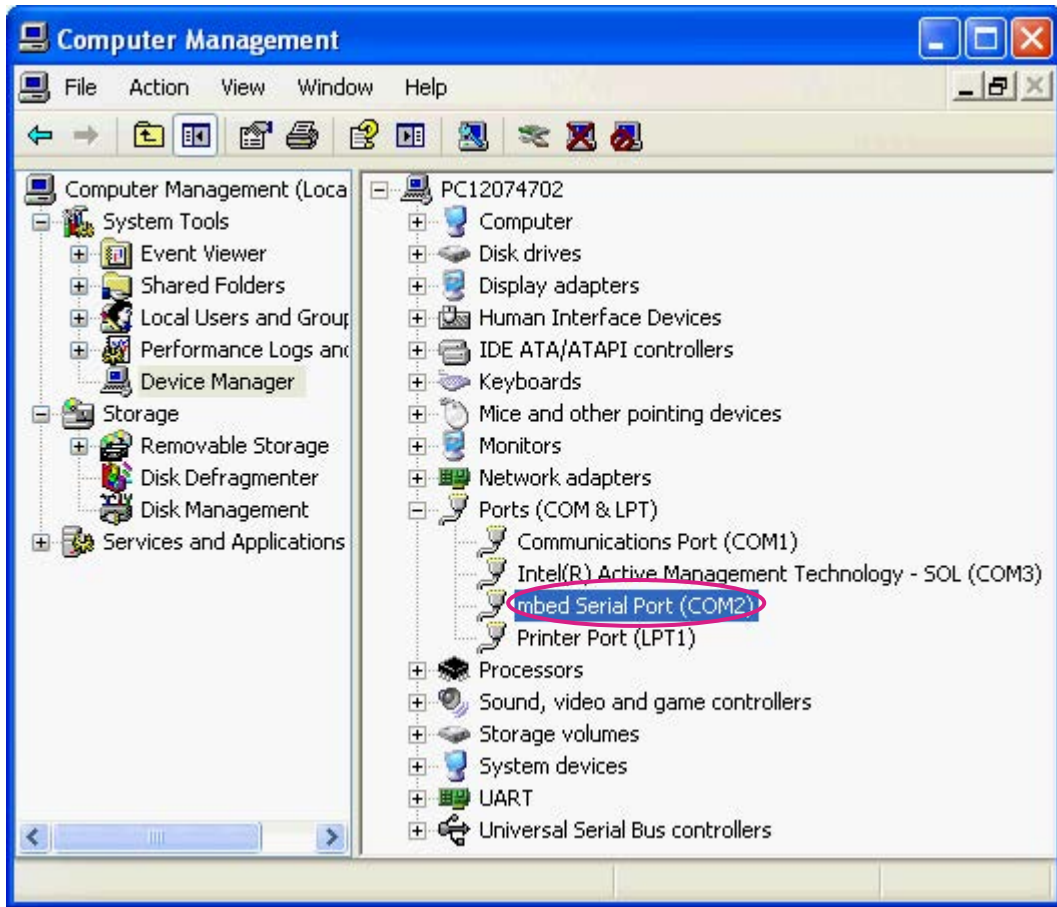 Computer Management
File Action View Window Help
Computer Management (Loca
System Tools
Event Viewer
Shared Folders
Local Users and Group
Performance Logs and
Device Manager
Storage
Removable Storage
Disk Defragmenter
Disk Management
Services and Applications
PC12074702
Computer
Disk drives
Display adapters
Human Interface Devices
IDE ATA/ATAPI controllers
Keyboards
Mice and other pointing devices
Monitors
Network adapters
Ports (COM & LPT)
Communications Port (COM1)
Intel(R) Active Management Technology - SOL (COM3)
mbed Serial Port (COM2)
Printer Port (LPT1)
Processors
Sound, video and game controllers
Storage volumes
System devices
UART
Universal Serial Bus controllers